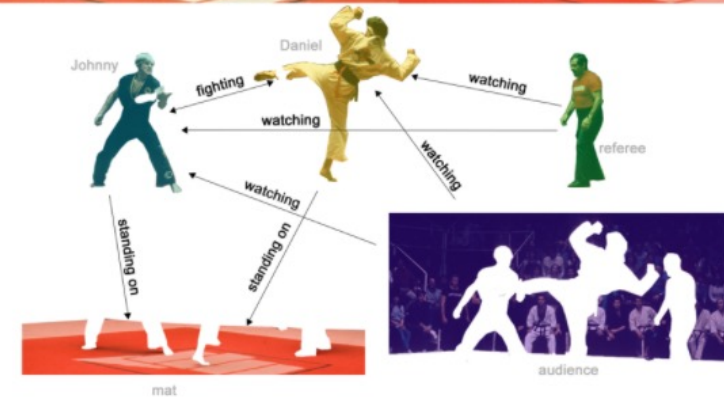 Daniel
Johnny
fighting
watching
watching
referee
watching
watching
standing on
standing on
audience
mat